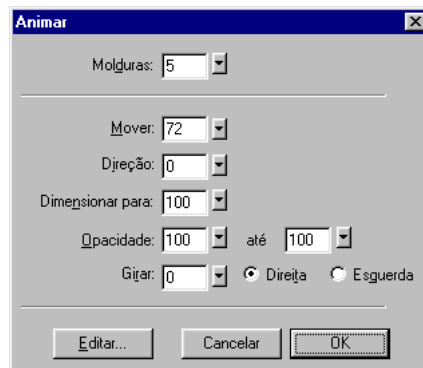 Animar
Molduras: 5
Mover: 72
Direção: 0
Dimensionar para: 100
Opacidade: 100 até 100
Girar: 0 Direita Esguerda
Editar... Cancelar OK